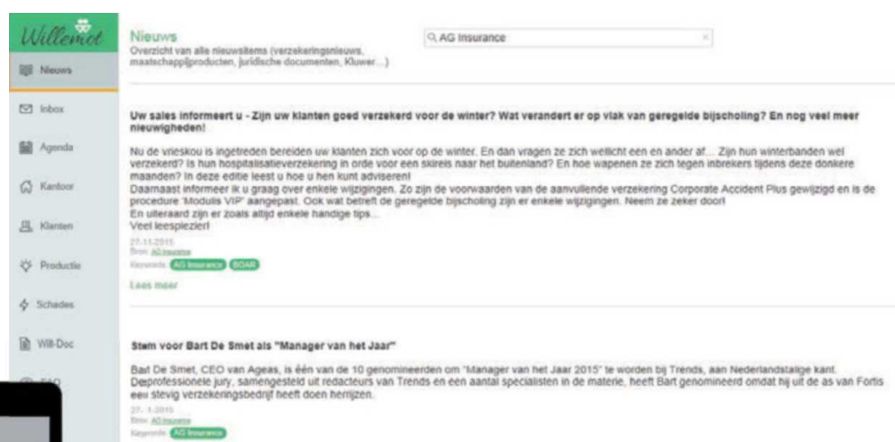 Willemot
Nieuws
Inbox
Agenda
Kantoor
Klanten
Productie
Schades
Will-Doc
FAQ
Nieuws
Overzicht van alle nieuwsitems (verzekeringsnieuws,
maatschappijproducten, juridische documenten, Kluwer...)
AG Insurance
Uw sales informeert u - Zijn uw klanten goed verzekerd voor de winter? Wat verandert er op vlak van geregelde bijscholing? En nog veel meer
nieuwigheden!
Nu de vrieskou is ingetreden bereiden uw klanten zich voor op de winter. En dan vragen ze zich wellicht een en ander af... Zijn hun winterbanden wel
verzekerd? Is hun hospitalisatieverzekering in orde voor een skireis naar het buitenland? En hoe wapenen ze zich tegen inbrekers tijdens deze donkere
maanden? In deze editie leest u hoe u hen kunt adviseren!
Daarnaast informeer ik u graag over enkele wijzigingen. Zo zijn de voorwaarden van de aanvullende verzekering Corporate Accident Plus gewijzigd en is de
procedure 'Modulis VIP' aangepast. Ook wat betreft de geregelde bijscholing zijn er enkele wijzigingen. Neem ze zeker door!
En uiteraard zijn er zoals altijd enkele handige tips...
Veel leesplezier!
27-11-2015
Bron: AG Insurance
Keywords: AG Insurance BOAR
Lees meer
Stem voor Bart De Smet als "Manager van het Jaar"
Bart De Smet, CEO van Ageas, is één van de 10 genomineerden om "Manager van het Jaar 2015" te worden bij Trends, aan Nederlandstalige kant.
De professionele jury, samengesteld uit redacteurs van Trends en een aantal specialisten in de materie, heeft Bart genomineerd omdat hij uit de as van Fortis
een stevig verzekeringsbedrijf heeft doen herrijzen.
Bron: AG Insurance
Keywords: AG Insurance